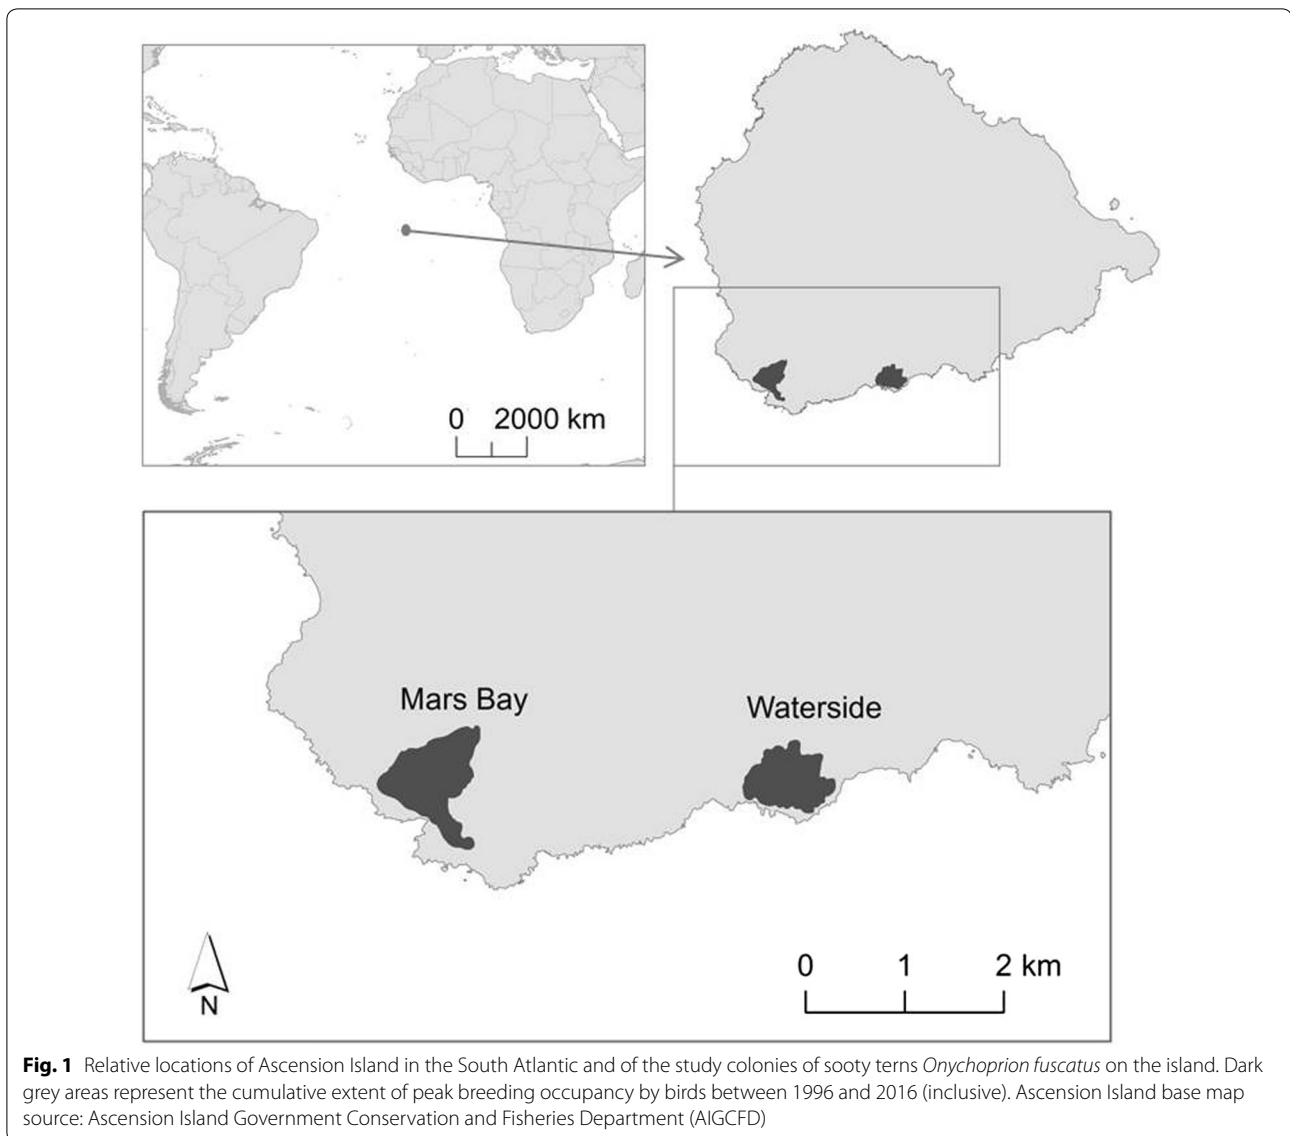 0 2000 km
Mars Bay
Waterside
N
0 1 2 km
Fig. 1 Relative locations of Ascension Island in the South Atlantic and of the study colonies of sooty terns Onychoprion fuscatus on the island. Dark
grey areas represent the cumulative extent of peak breeding occupancy by birds between 1996 and 2016 (inclusive). Ascension Island base map
source: Ascension Island Government Conservation and Fisheries Department (AIGCFD)